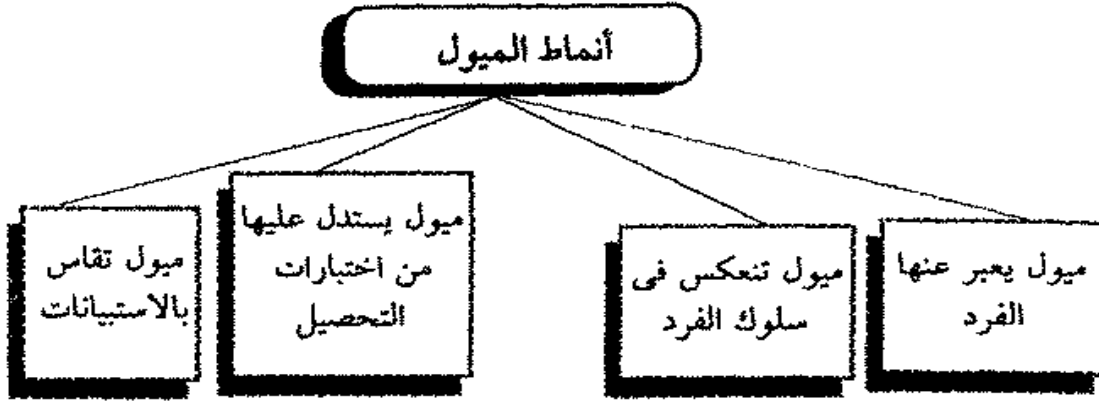 أنماط الميول
ميول يعبر عنها
الفرد
ميول تنعكس فى
سلوك الفرد
ميول يستدل عليها
من اختبارات
التحصيل
ميول تقاس
بالاستبيانات